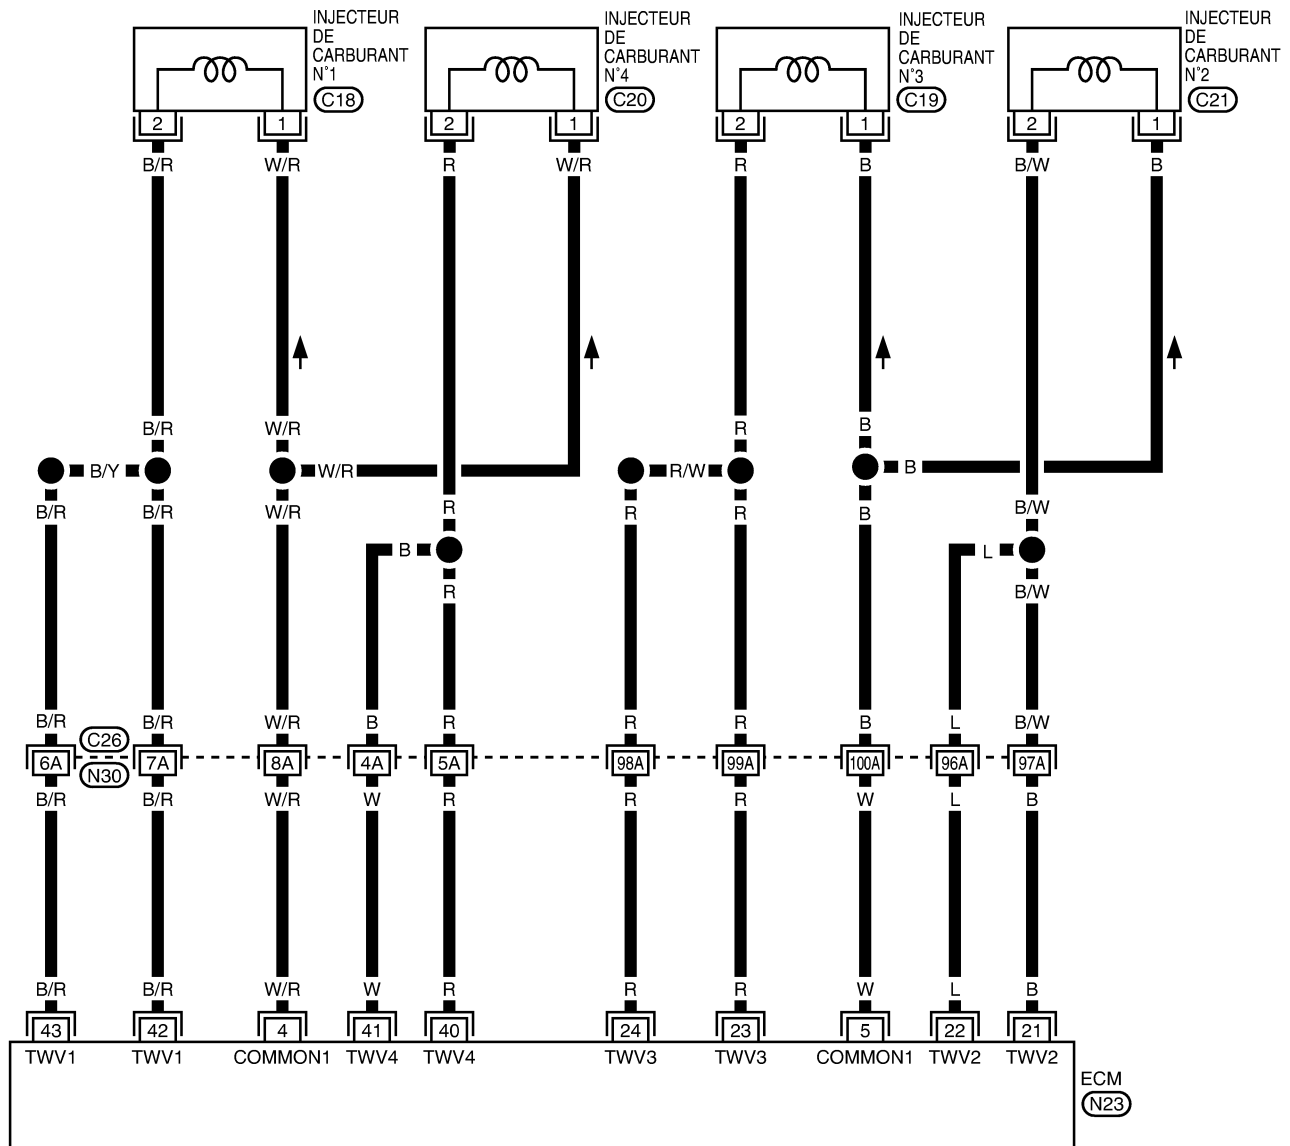 INJECTEUR
DE
CARBURANT
N°1
C18
INJECTEUR
DE
CARBURANT
N°4
C20
INJECTEUR
DE
CARBURANT
N°3
C19
INJECTEUR
DE
CARBURANT
N°2
C21
2 1 2 1 2 1 2 1
B/R W/R R W/R R B B/W B
B/R W/R R B
B/Y W/R R/W B
B/R B/R W/R R R R B B/W
B L
R B/W
B/R B/R W/R B R R R B L B/W
C26
6A 7A 8A 4A 5A 98A 99A 100A 96A 97A
N30
B/R B/R W/R W R R R W L B
B/R B/R W/R W R R R W L B
43 42 4 41 40 24 23 5 22 21
TWV1 TWV1 COMMON1 TWV4 TWV4 TWV3 TWV3 COMMON1 TWV2 TWV2
ECM
N23